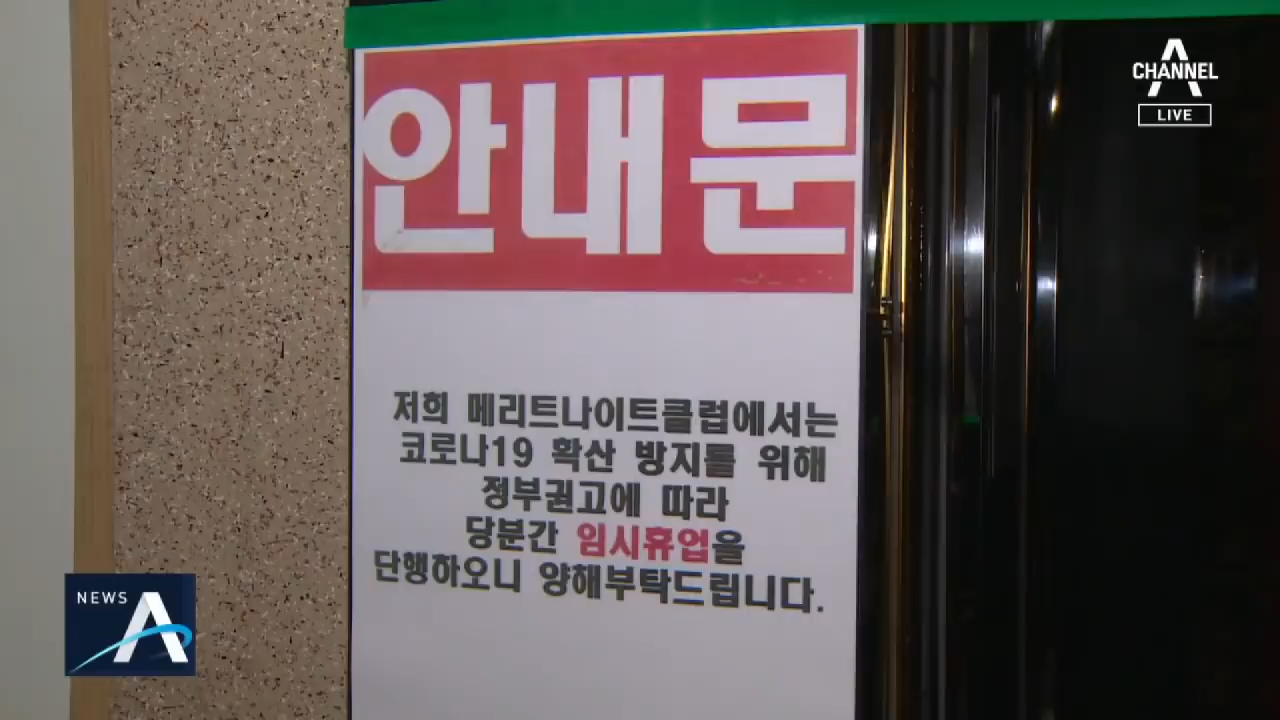 안내문
CHANNEL A
LIVE
저희 메리트나이트클럽에서는
코로나19 확산 방지를 위해
정부권고에 따라
당분간 임시휴업을
단행하오니 양해부탁드립니다.
NEWS A